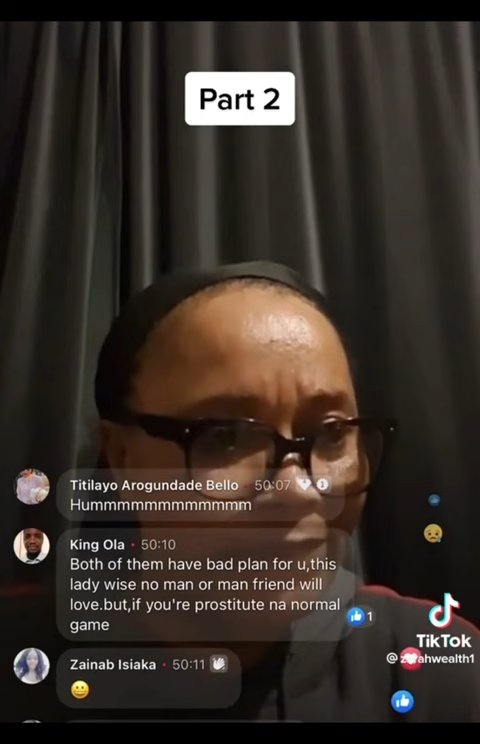 Part 2
Titilayo Arogundade Bello • 50:07
Hummmmmmmmmmmm
King Ola • 50:10
Both of them have bad plan for u,this
lady wise no man or man friend will
love.but,if you're prostitute na normal
game
1
Zainab Isiaka • 50:11
TikTok